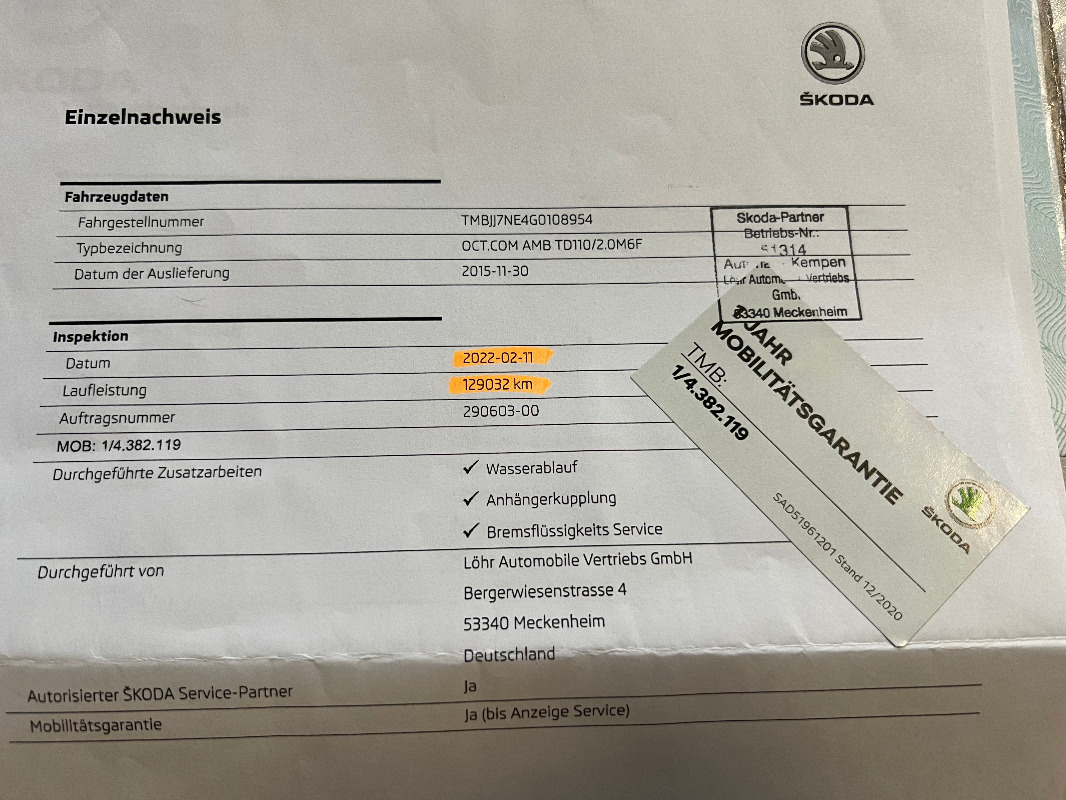 ŠKODA
Einzelnachweis
Fahrzeugdaten
Fahrgestellnummer TMBJJ7NE4G0108954
Typbezeichnung OCT.COM AMB TD110/2.0M6F
Datum der Auslieferung 2015-11-30
Skoda-Partner
Betriebs-Nr.:
51314
Kempen
Löhr Autom Vertriebs
GmbH
53340 Meckenheim
Inspektion
Datum 2022-02-11
Laufleistung 129032 km
Auftragsnummer 290603-00
MOB: 1/4.382.119
Durchgeführte Zusatzarbeiten ✓ Wasserablauf
✓ Anhängerkupplung
✓ Bremsflüssigkeits Service
Durchgeführt von Löhr Automobile Vertriebs GmbH
Bergerwiesenstrasse 4
53340 Meckenheim
Deutschland
Autorisierter ŠKODA Service-Partner Ja
Mobilitätsgarantie Ja (bis Anzeige Service)
JAHR
MOBILITÄTSGARANTIE
TMB:
1/4.382.119
ŠKODA
SAD51961201 Stand 12/2020